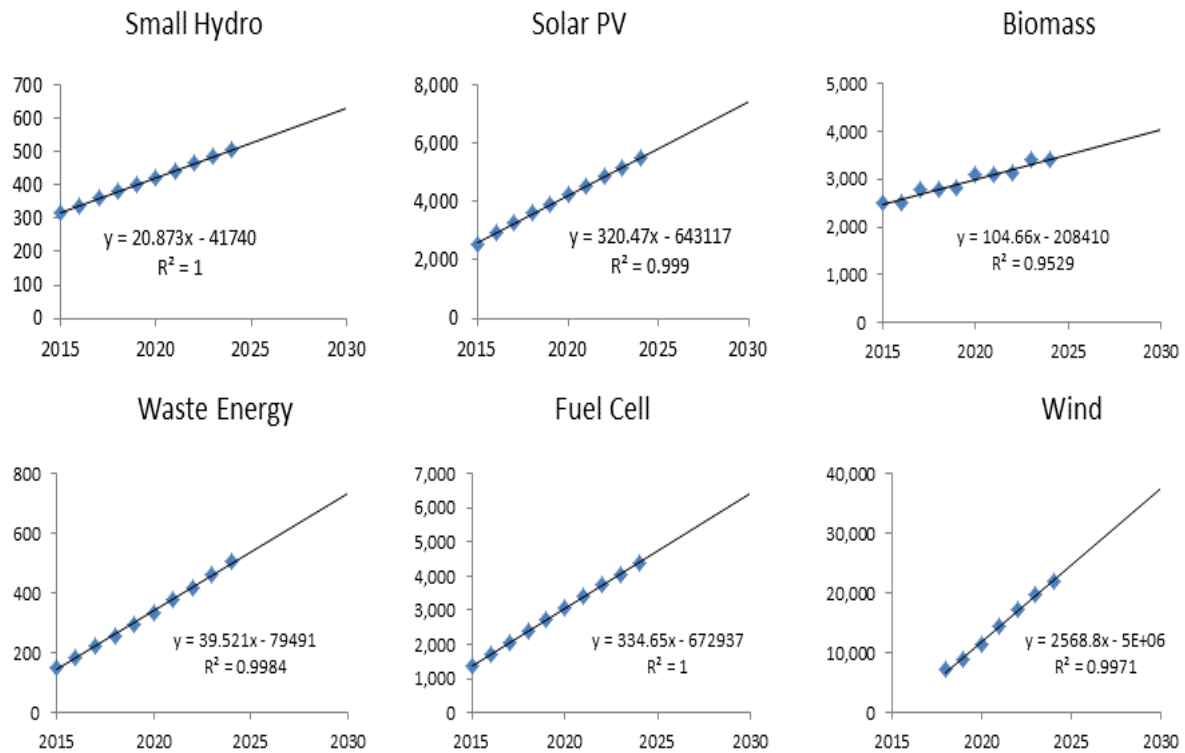 Small Hydro
700
600
500
400
300
200
100
0
y = 20.873x - 41740
R² = 1
2015 2020 2025 2030
Solar PV
8,000
6,000
4,000
2,000
0
y = 320.47x - 643117
R² = 0.999
2015 2020 2025 2030
Biomass
5,000
4,000
3,000
2,000
1,000
0
y = 104.66x - 208410
R² = 0.9529
2015 2020 2025 2030
Waste Energy
800
600
400
200
0
y = 39.521x - 79491
R² = 0.9984
2015 2020 2025 2030
Fuel Cell
7,000
6,000
5,000
4,000
3,000
2,000
1,000
0
y = 334.65x - 672937
R² = 1
2015 2020 2025 2030
Wind
40,000
30,000
20,000
10,000
0
y = 2568.8x - 5E+06
R² = 0.9971
2015 2020 2025 2030